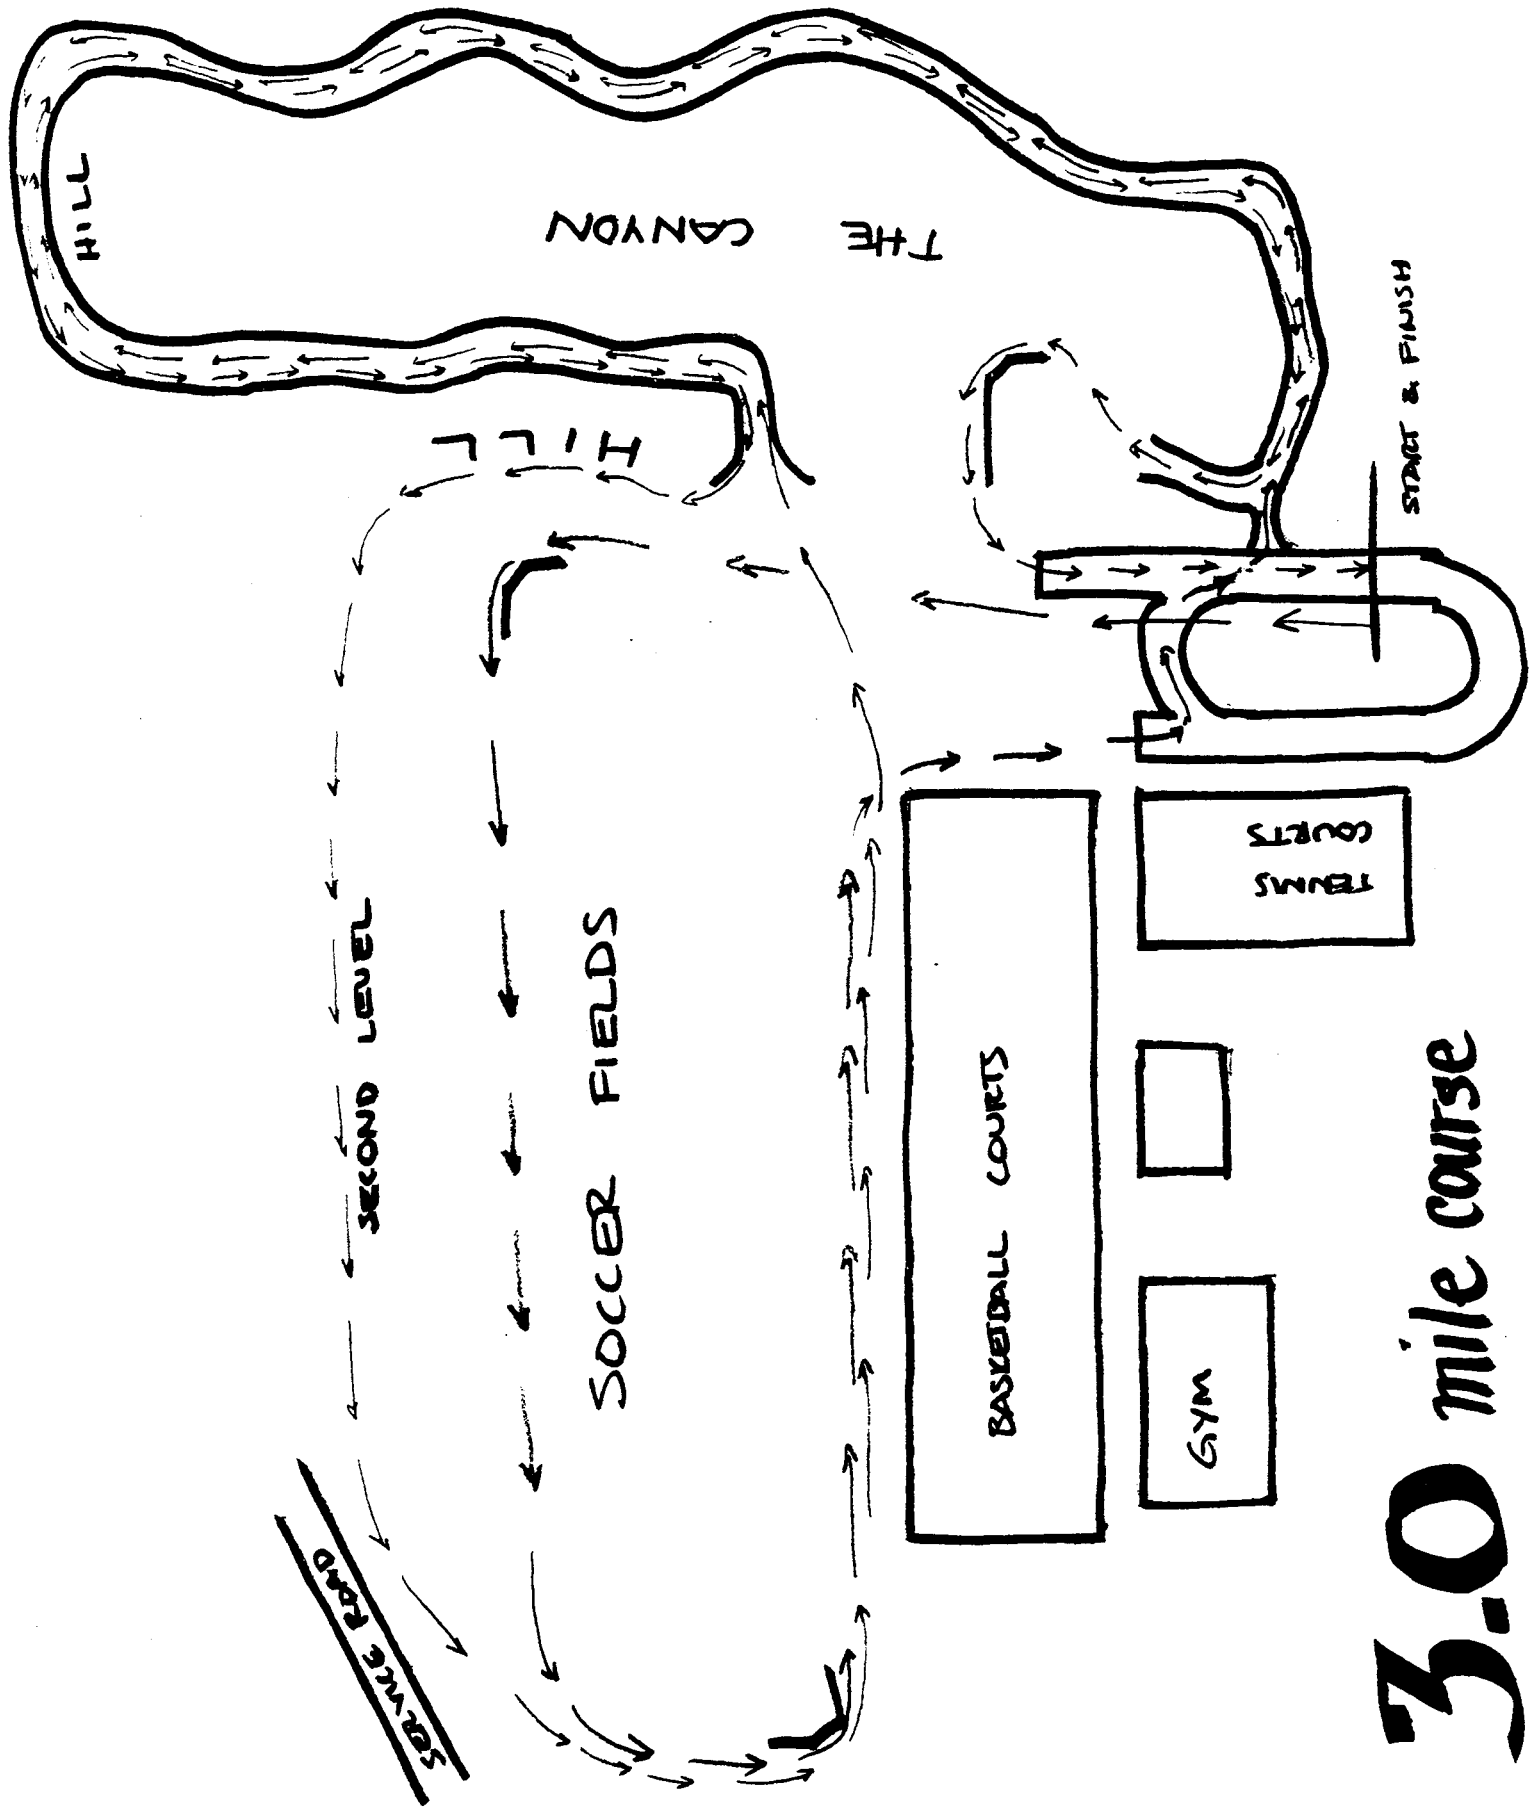 HILL
THE CANYON
HILL
START & FINISH
SECOND LEVEL
SOCCER FIELDS
SERVICE ROAD
BASKETBALL COURTS
TENNIS
COURTS
GYM
3.0 mile course